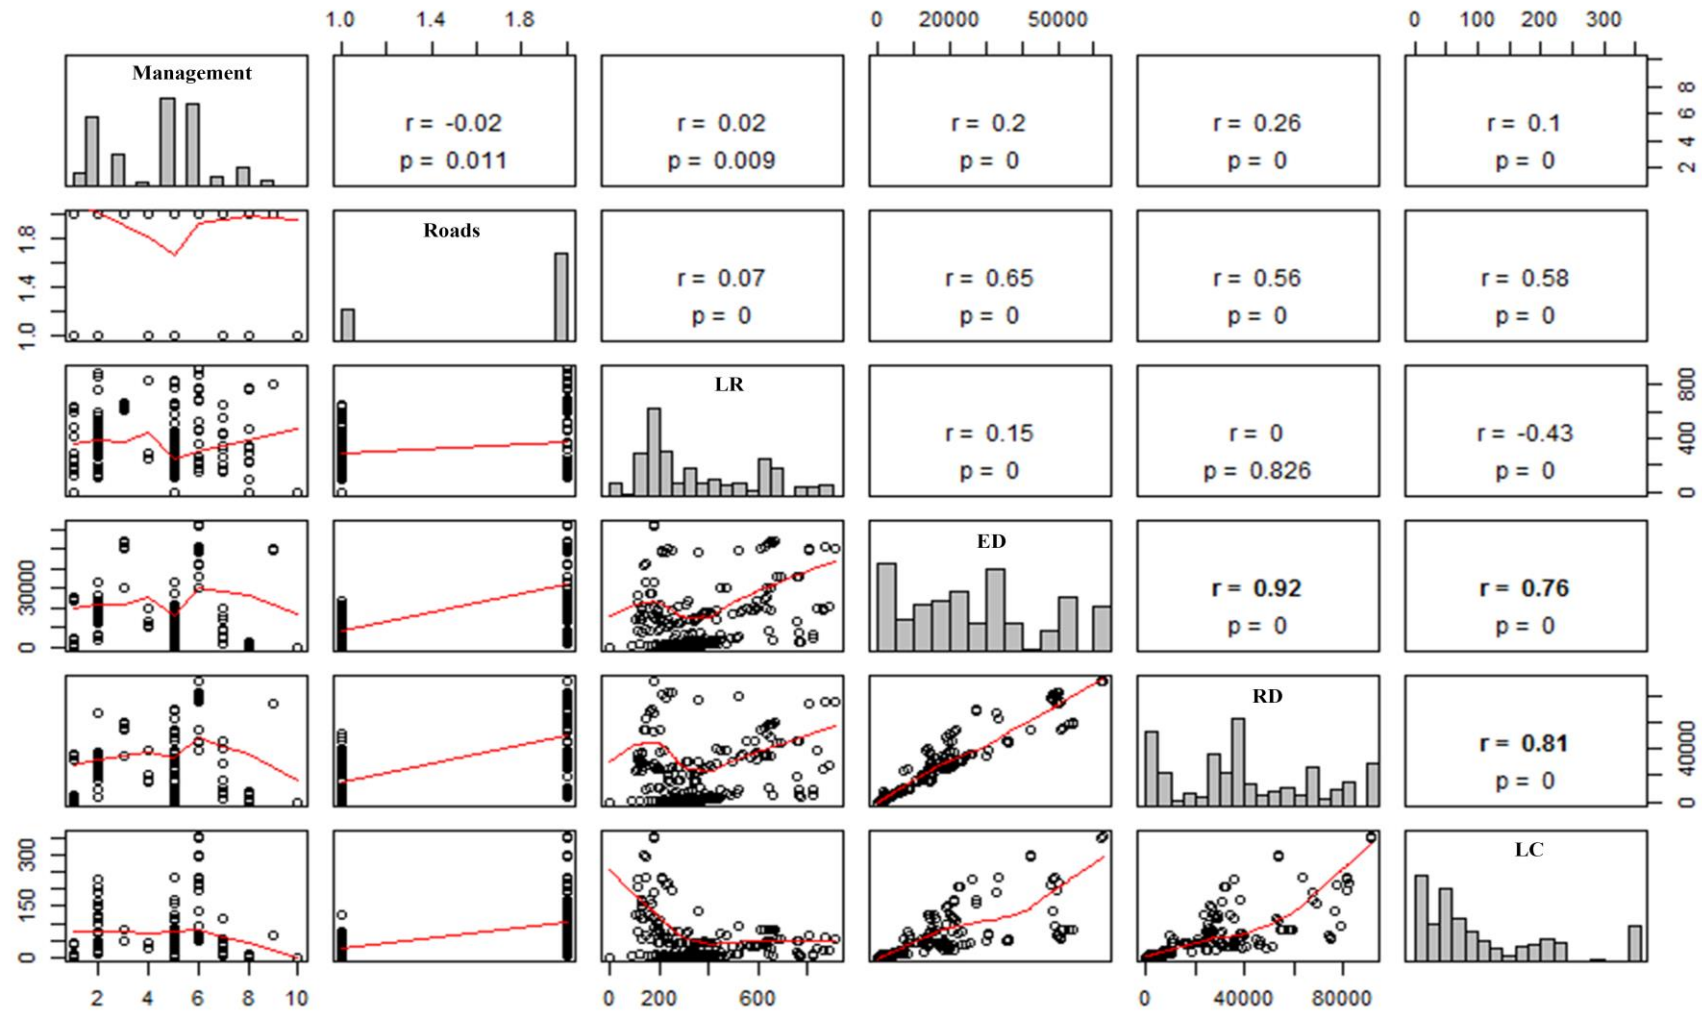 1.0 1.4 1.8 0 20000 50000 0 100 200 300
Management
r = -0.02 r = 0.02 r = 0.2 r = 0.26 r = 0.1
p = 0.011 p = 0.009 p = 0 p = 0 p = 0
2 4 6 8
Roads
r = 0.07 r = 0.65 r = 0.56 r = 0.58
p = 0 p = 0 p = 0 p = 0
1.0 1.4 1.8
LR
r = 0.15 r = 0 r = -0.43
p = 0 p = 0.826 p = 0
0 400 800
ED
r = 0.92 r = 0.76
p = 0 p = 0
0 30000
RD
r = 0.81
p = 0
0 40000
LC
0 150 300
2 4 6 8 10 0 200 600 0 40000 80000